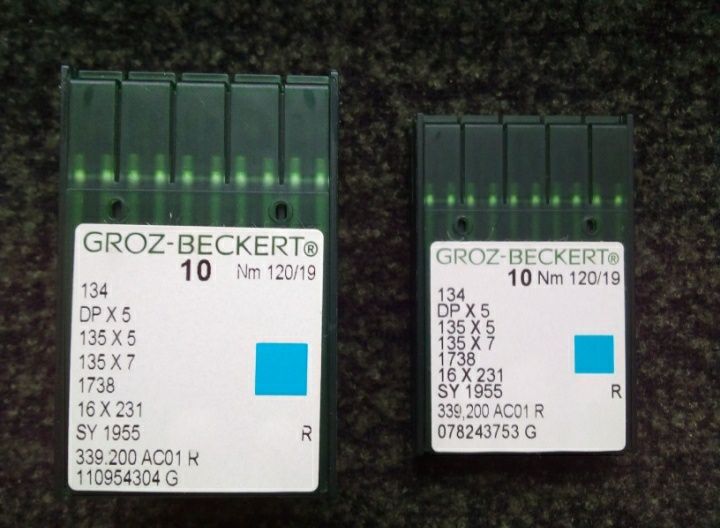 GROZ-BECKERT®
10 Nm 120/19
134
DP X 5
135 X 5
135 X 7
1738
16 X 231
SY 1955 R
339.200 AC01 R
110954304 G
GROZ-BECKERT®
10 Nm 120/19
134
DP X 5
135 X 5
135 X 7
1738
16 X 231
SY 1955 R
339,200 AC01 R
078243753 G